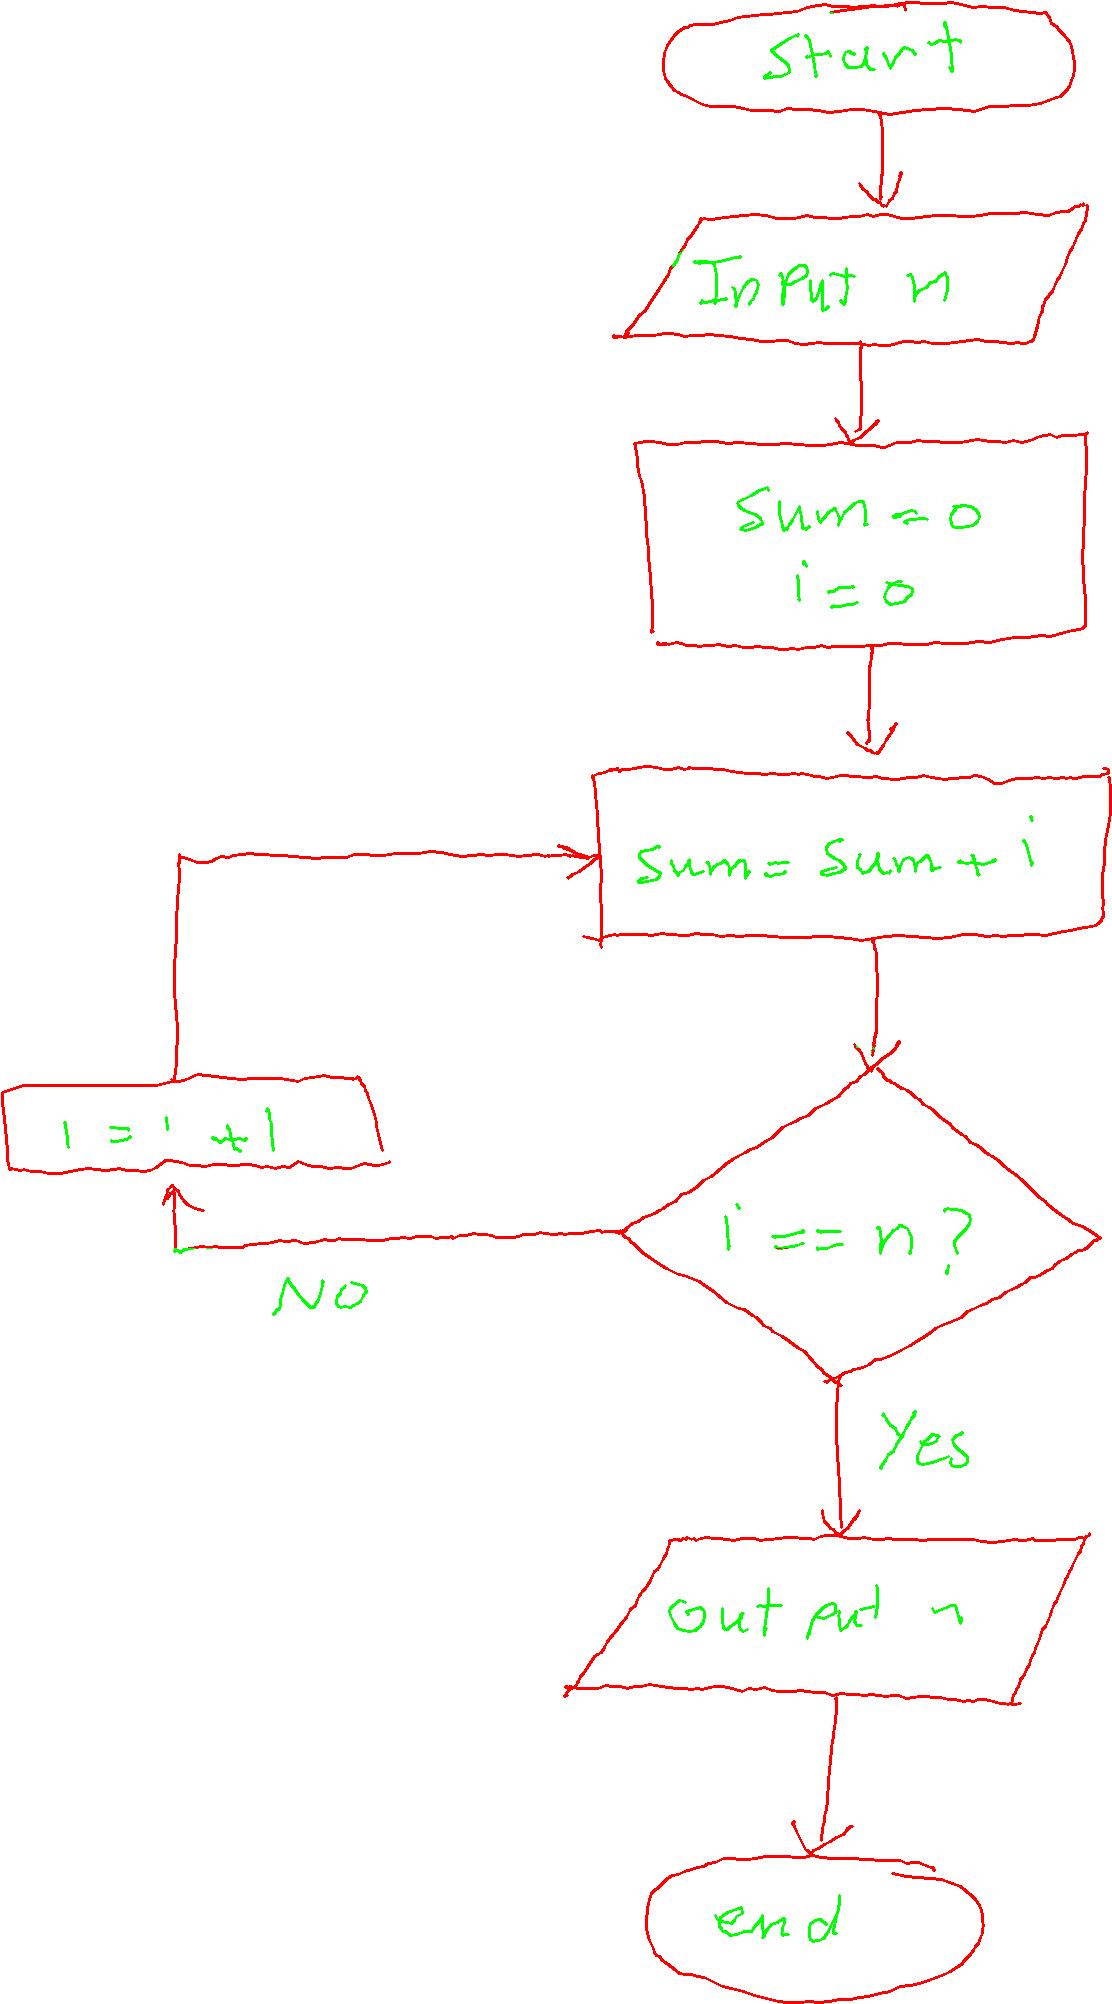 Start
Input n
Sum = 0
i = 0
Sum = Sum + i
i = i + 1
i == n ?
NO
Yes
output n
end